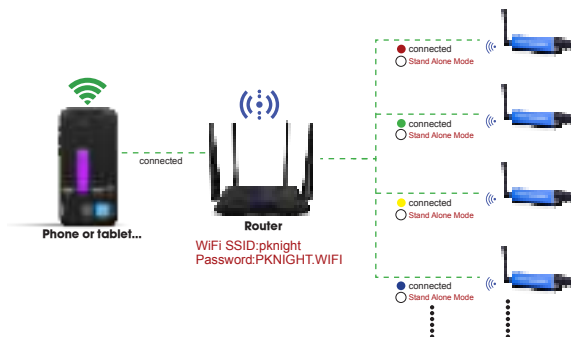 connected
Stand Alone Mode
connected
Stand Alone Mode
connected
Phone or tablet...
Router
WiFi SSID:pknight
Password:PKNIGHT.WIFI
connected
Stand Alone Mode
connected
Stand Alone Mode